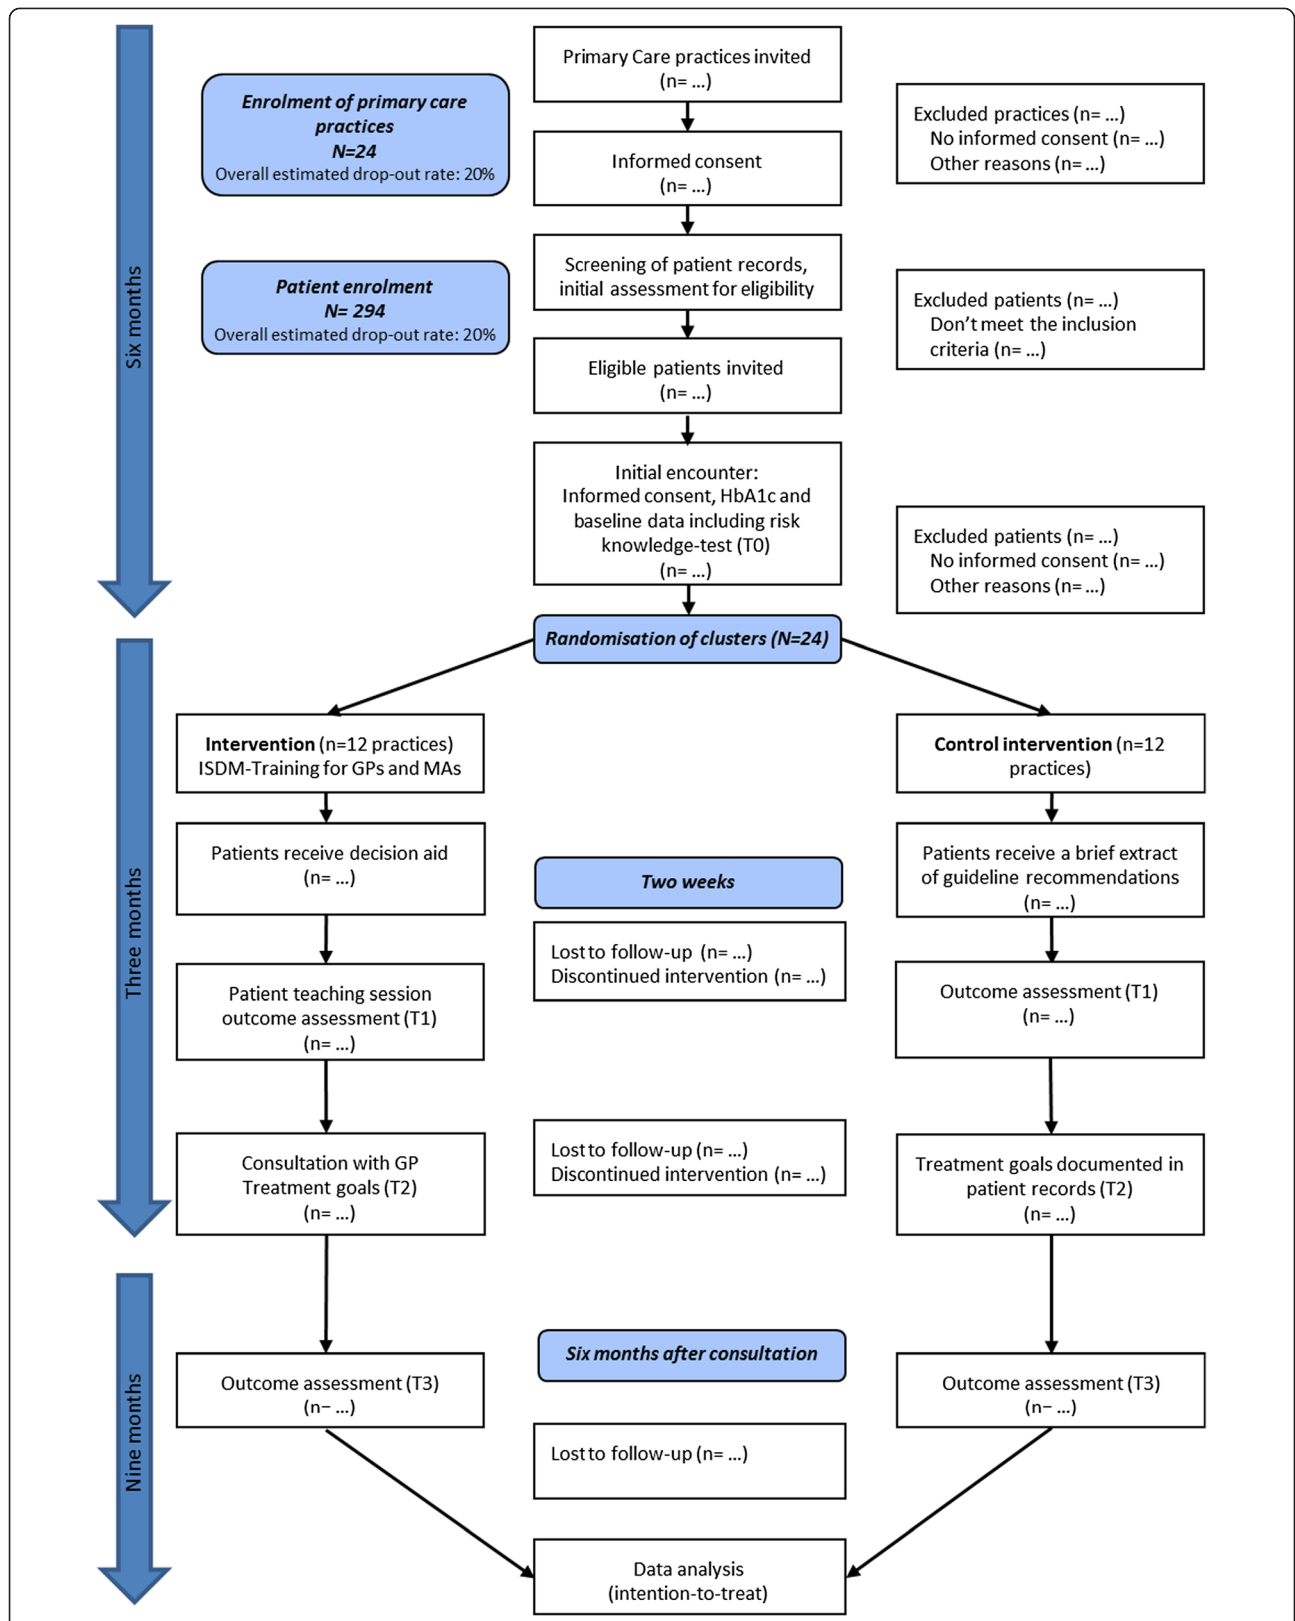 Primary Care practices invited
(n= ...)
Enrolment of primary care
practices
N=24
Overall estimated drop-out rate: 20%
Excluded practices (n= ...)
No informed consent (n= ...)
Other reasons (n= ...)
Informed consent
(n= ...)
Screening of patient records,
initial assessment for eligibility
Patient enrolment
N= 294
Overall estimated drop-out rate: 20%
Excluded patients (n= ...)
Don't meet the inclusion
criteria (n= ...)
Six months
Eligible patients invited
(n= ...)
Initial encounter:
Informed consent, HbA1c and
baseline data including risk
knowledge-test (T0)
(n= ...)
Excluded patients (n= ...)
No informed consent (n= ...)
Other reasons (n= ...)
Randomisation of clusters (N=24)
Intervention (n=12 practices)
ISDM-Training for GPs and MAs
Control intervention (n=12
practices)
Patients receive decision aid
(n= ...)
Two weeks
Patients receive a brief extract
of guideline recommendations
(n= ...)
Three months
Lost to follow-up (n= ...)
Discontinued intervention (n= ...)
Patient teaching session
outcome assessment (T1)
(n= ...)
Outcome assessment (T1)
(n= ...)
Consultation with GP
Treatment goals (T2)
(n= ...)
Lost to follow-up (n= ...)
Discontinued intervention (n= ...)
Treatment goals documented in
patient records (T2)
(n= ...)
Six months after consultation
Outcome assessment (T3)
(n− ...)
Outcome assessment (T3)
(n− ...)
Nine months
Lost to follow-up (n= ...)
Data analysis
(intention-to-treat)